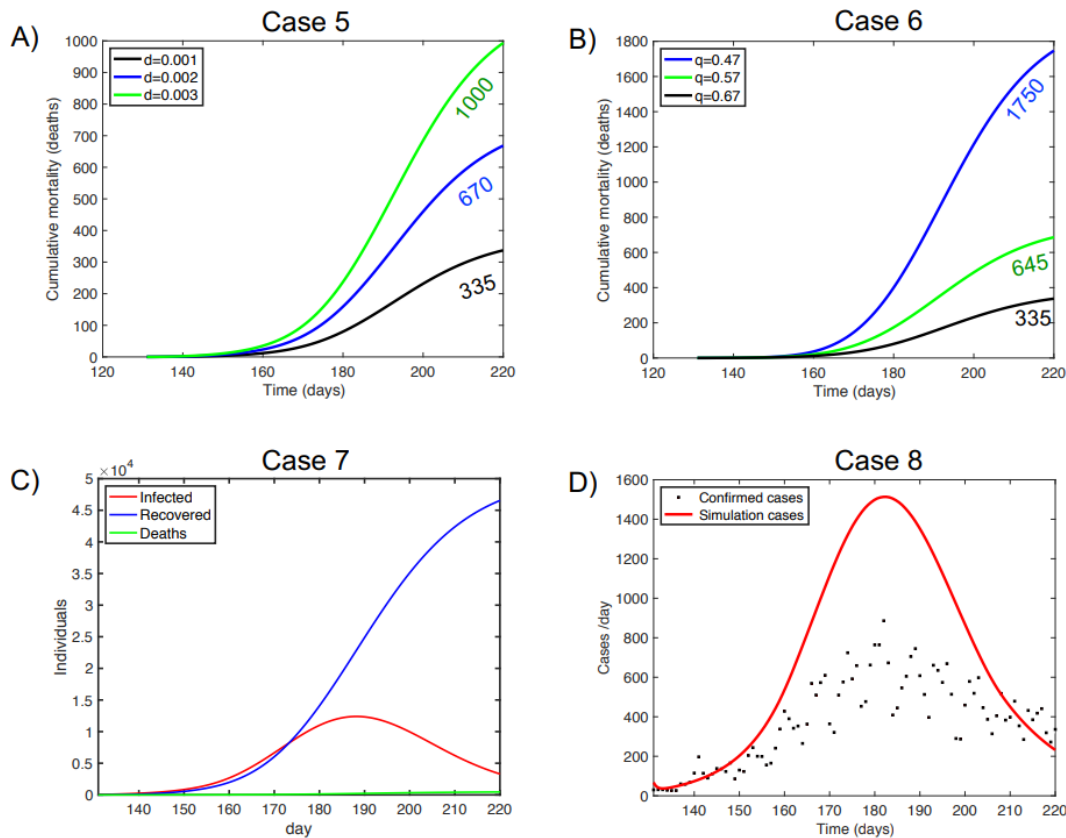 Case 5
A)
1000
900
800
700
600
500
400
300
200
100
0
Cumulative mortality (deaths)
d=0.001
d=0.002
d=0.003
1000
670
335
120
140
160
180
200
220
Time (days)
Case 6
B)
1800
1600
1400
1200
1000
800
600
400
200
0
Cumulative mortality (deaths)
q=0.47
q=0.57
q=0.67
1750
645
335
120
140
160
180
200
220
Time (days)
Case 7
C)
×10^4
5
4.5
4
3.5
3
2.5
2
1.5
1
0.5
0
Individuals
Infected
Recovered
Deaths
140
160
180
200
220
day
Case 8
D)
1600
1400
1200
1000
800
600
400
200
0
Cases /day
Confirmed cases
Simulation cases
140
150
160
170
180
190
200
210
220
Time (days)